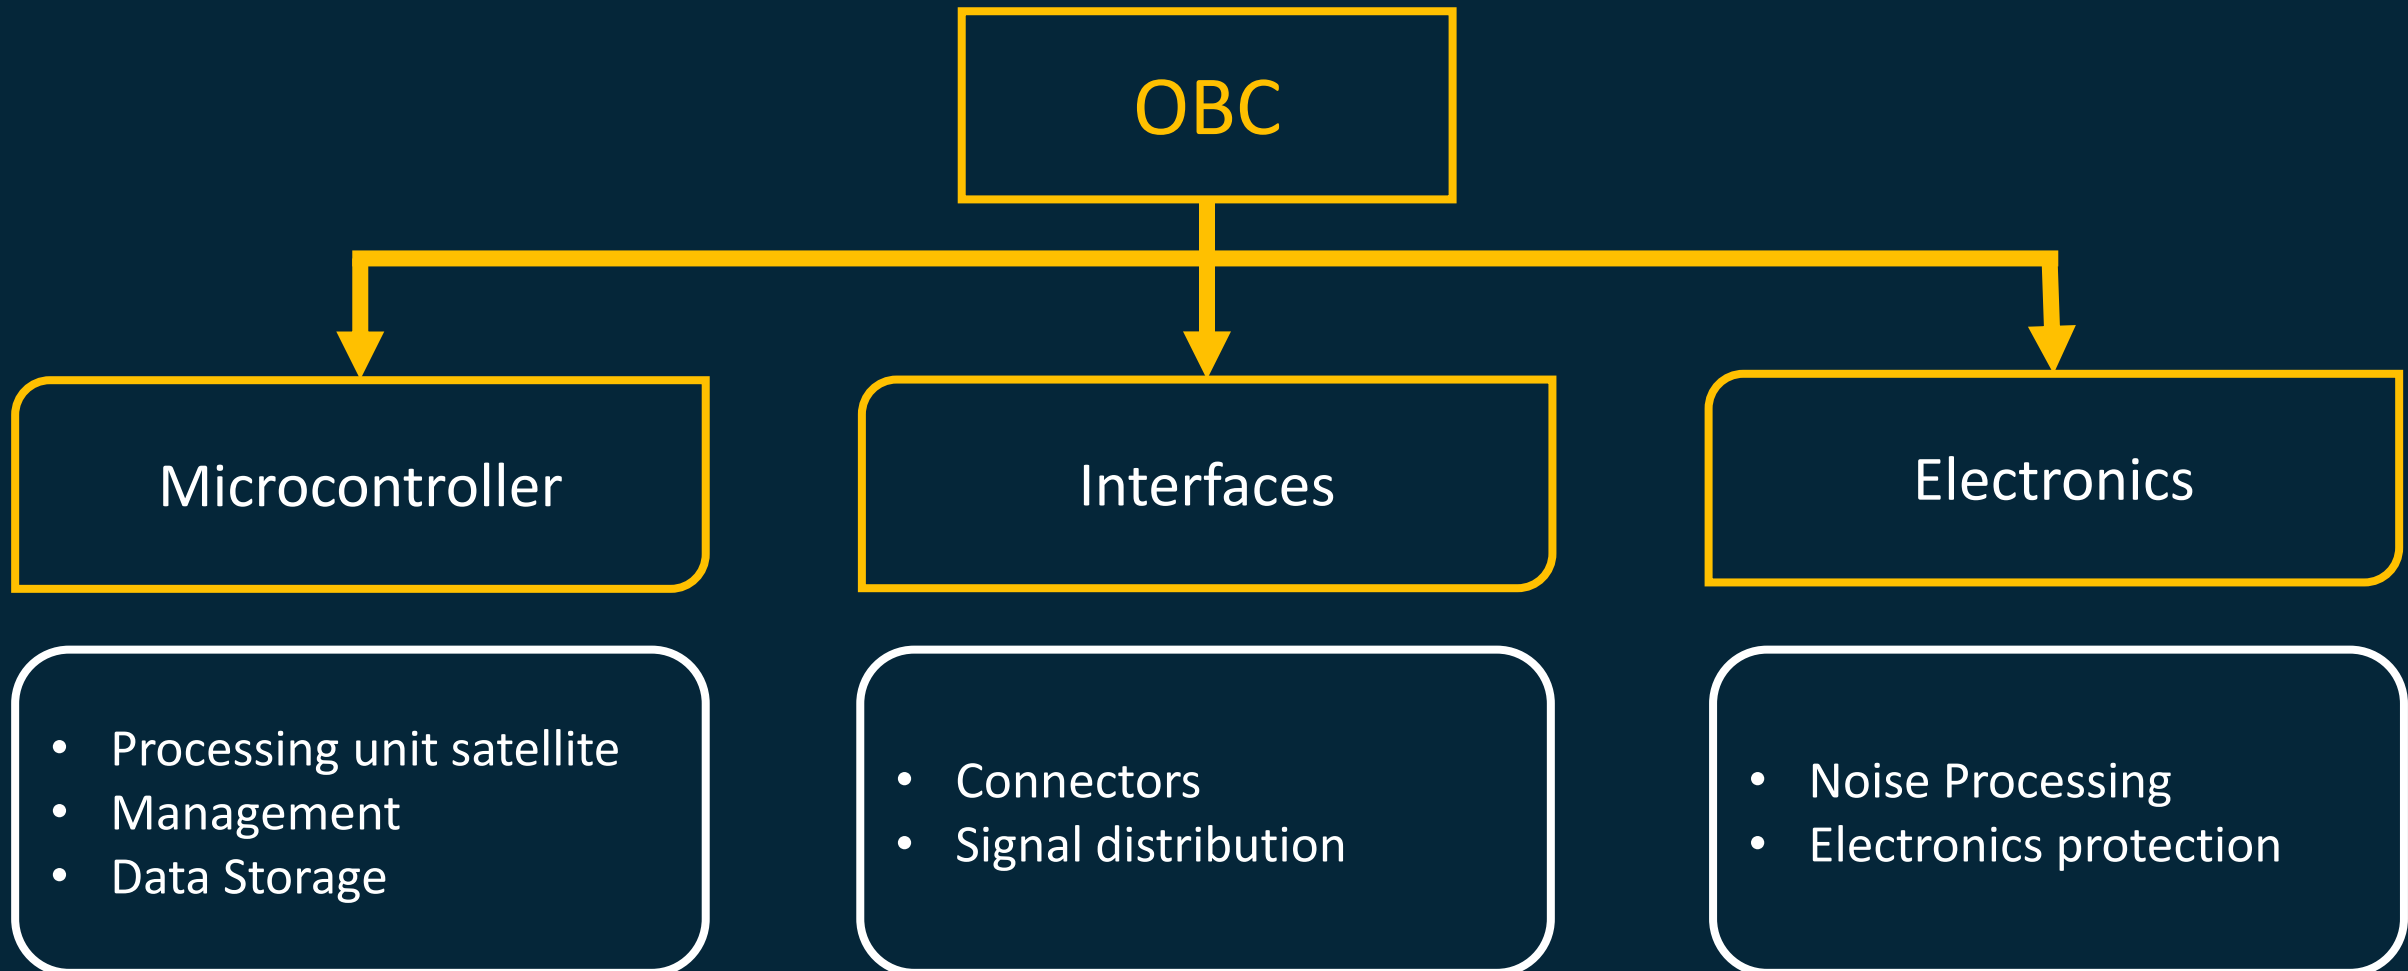 OBC
Microcontroller
Interfaces
Electronics
• Processing unit satellite
• Management
• Data Storage
• Connectors
• Signal distribution
• Noise Processing
• Electronics protection